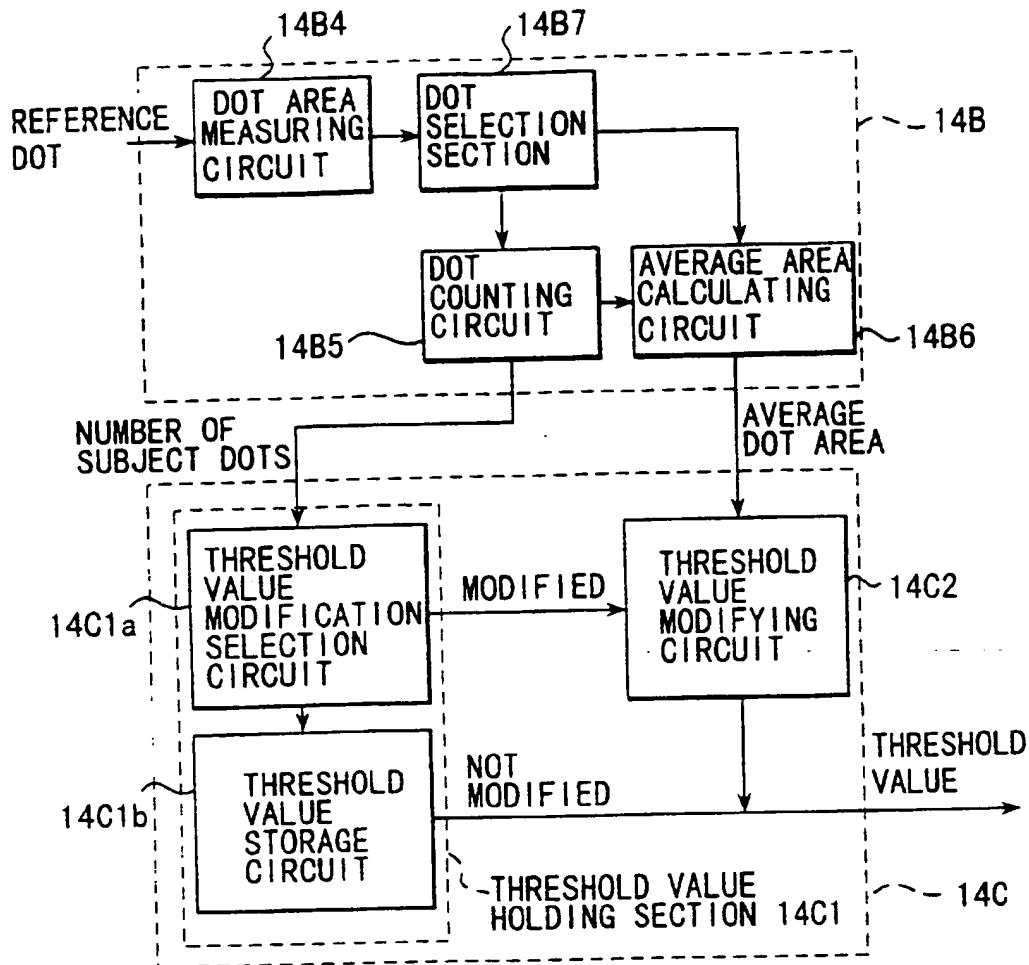 14B4
14B7
REFERENCE
DOT
DOT AREA
MEASURING
CIRCUIT
DOT
SELECTION
SECTION
14B
DOT
COUNTING
CIRCUIT
AVERAGE AREA
CALCULATING
CIRCUIT
14B5
14B6
NUMBER OF
SUBJECT DOTS
AVERAGE
DOT AREA
THRESHOLD
VALUE
MODIFICATION
SELECTION
CIRCUIT
14C1a
MODIFIED
THRESHOLD
VALUE
MODIFYING
CIRCUIT
14C2
THRESHOLD
VALUE
STORAGE
CIRCUIT
14C1b
NOT
MODIFIED
THRESHOLD
VALUE
THRESHOLD VALUE
HOLDING SECTION 14C1
14C